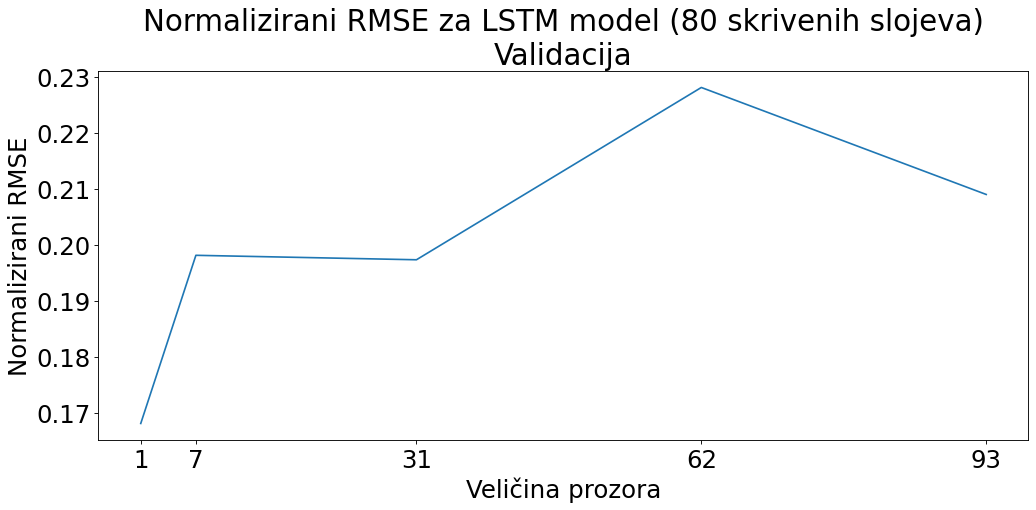 Normalizirani RMSE za LSTM model (80 skrivenih slojeva)
Validacija
Normalizirani RMSE
0.23
0.22
0.21
0.20
0.19
0.18
0.17
1 7 31 62 93
Veličina prozora